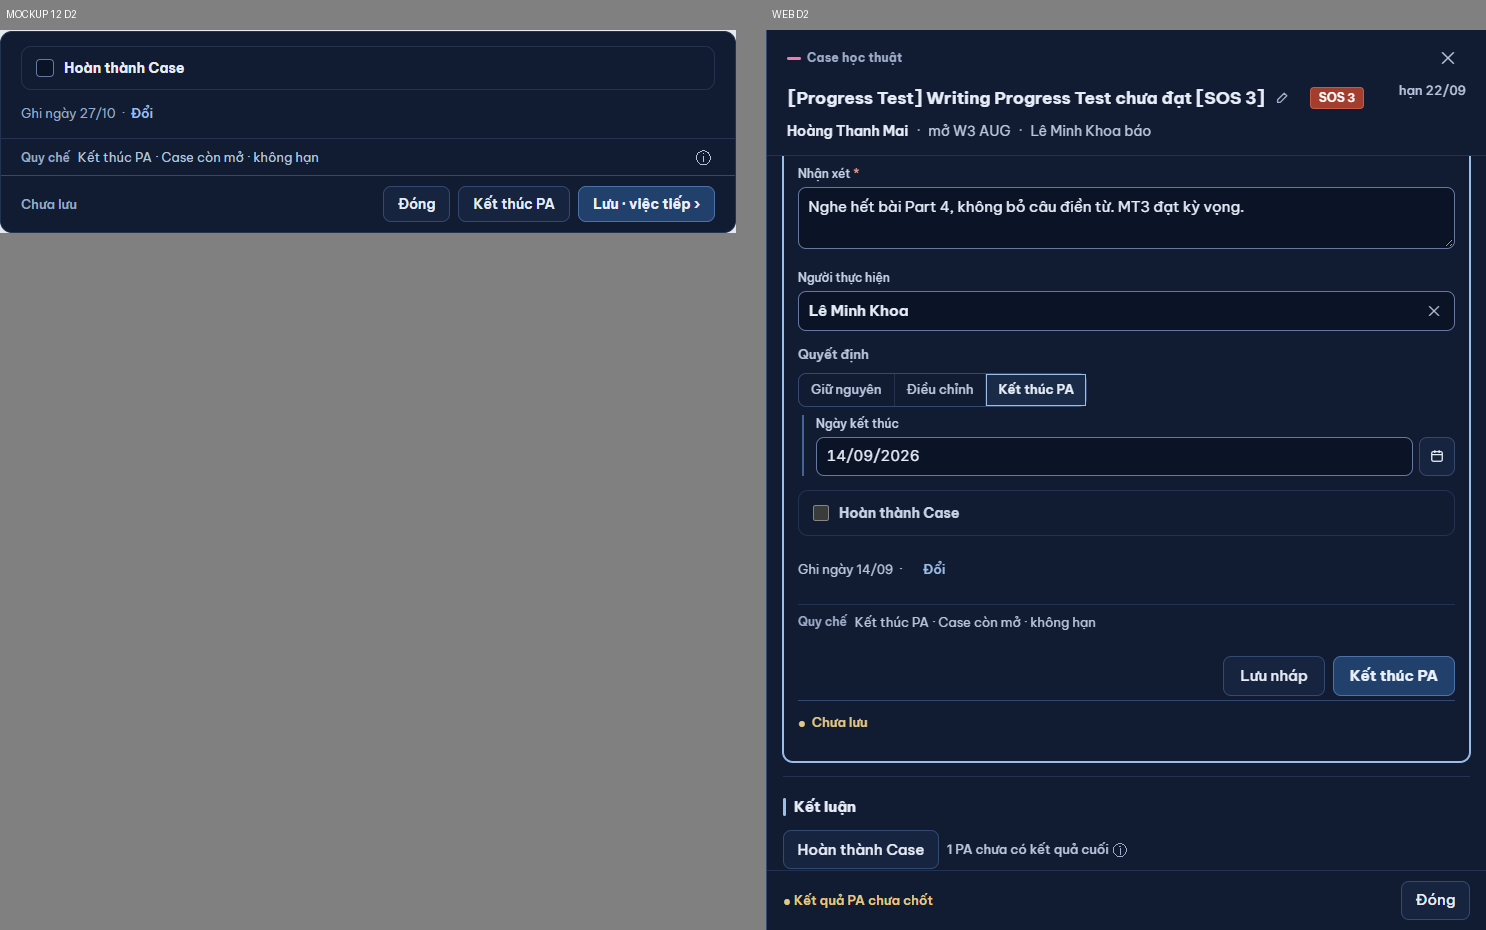 MOCKUP 12 D2
Hoàn thành Case
Ghi ngày 27/10 · Đổi
Quy chế Kết thúc PA · Case còn mở · không hạn
Chưa lưu
Đóng
Kết thúc PA
Lưu · việc tiếp ›
WEB D2
Case học thuật
[Progress Test] Writing Progress Test chưa đạt [SOS 3]
SOS 3
hạn 22/09
Hoàng Thanh Mai · mở W3 AUG · Lê Minh Khoa báo
Nhận xét *
Nghe hết bài Part 4, không bỏ câu điền từ. MT3 đạt kỳ vọng.
Người thực hiện
Lê Minh Khoa
Quyết định
Giữ nguyên
Điều chỉnh
Kết thúc PA
Ngày kết thúc
14/09/2026
Hoàn thành Case
Ghi ngày 14/09 · Đổi
Quy chế Kết thúc PA · Case còn mở · không hạn
Lưu nháp
Kết thúc PA
Chưa lưu
Kết luận
Hoàn thành Case
1 PA chưa có kết quả cuối
Kết quả PA chưa chốt
Đóng